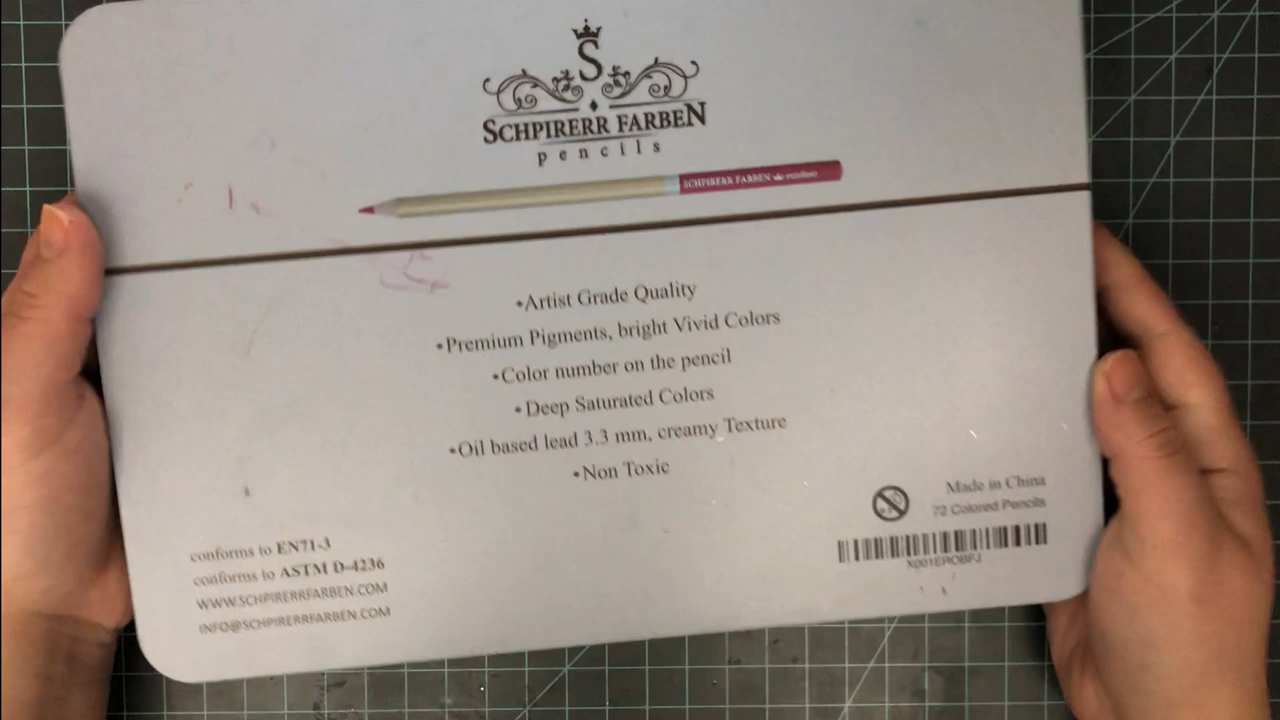 S
SCHPIRERR FARBEN
pencils
SCHPIRERR FARBEN
•Artist Grade Quality
•Premium Pigments, bright Vivid Colors
•Color number on the pencil
•Deep Saturated Colors
•Oil based lead 3.3 mm, creamy Texture
•Non Toxic
Made in China
72 Colored Pencils
conforms to EN71-3
conforms to ASTM D-4236
WWW.SCHPIRERRFARBEN.COM
INFO@SCHPIRERRFARBEN.COM